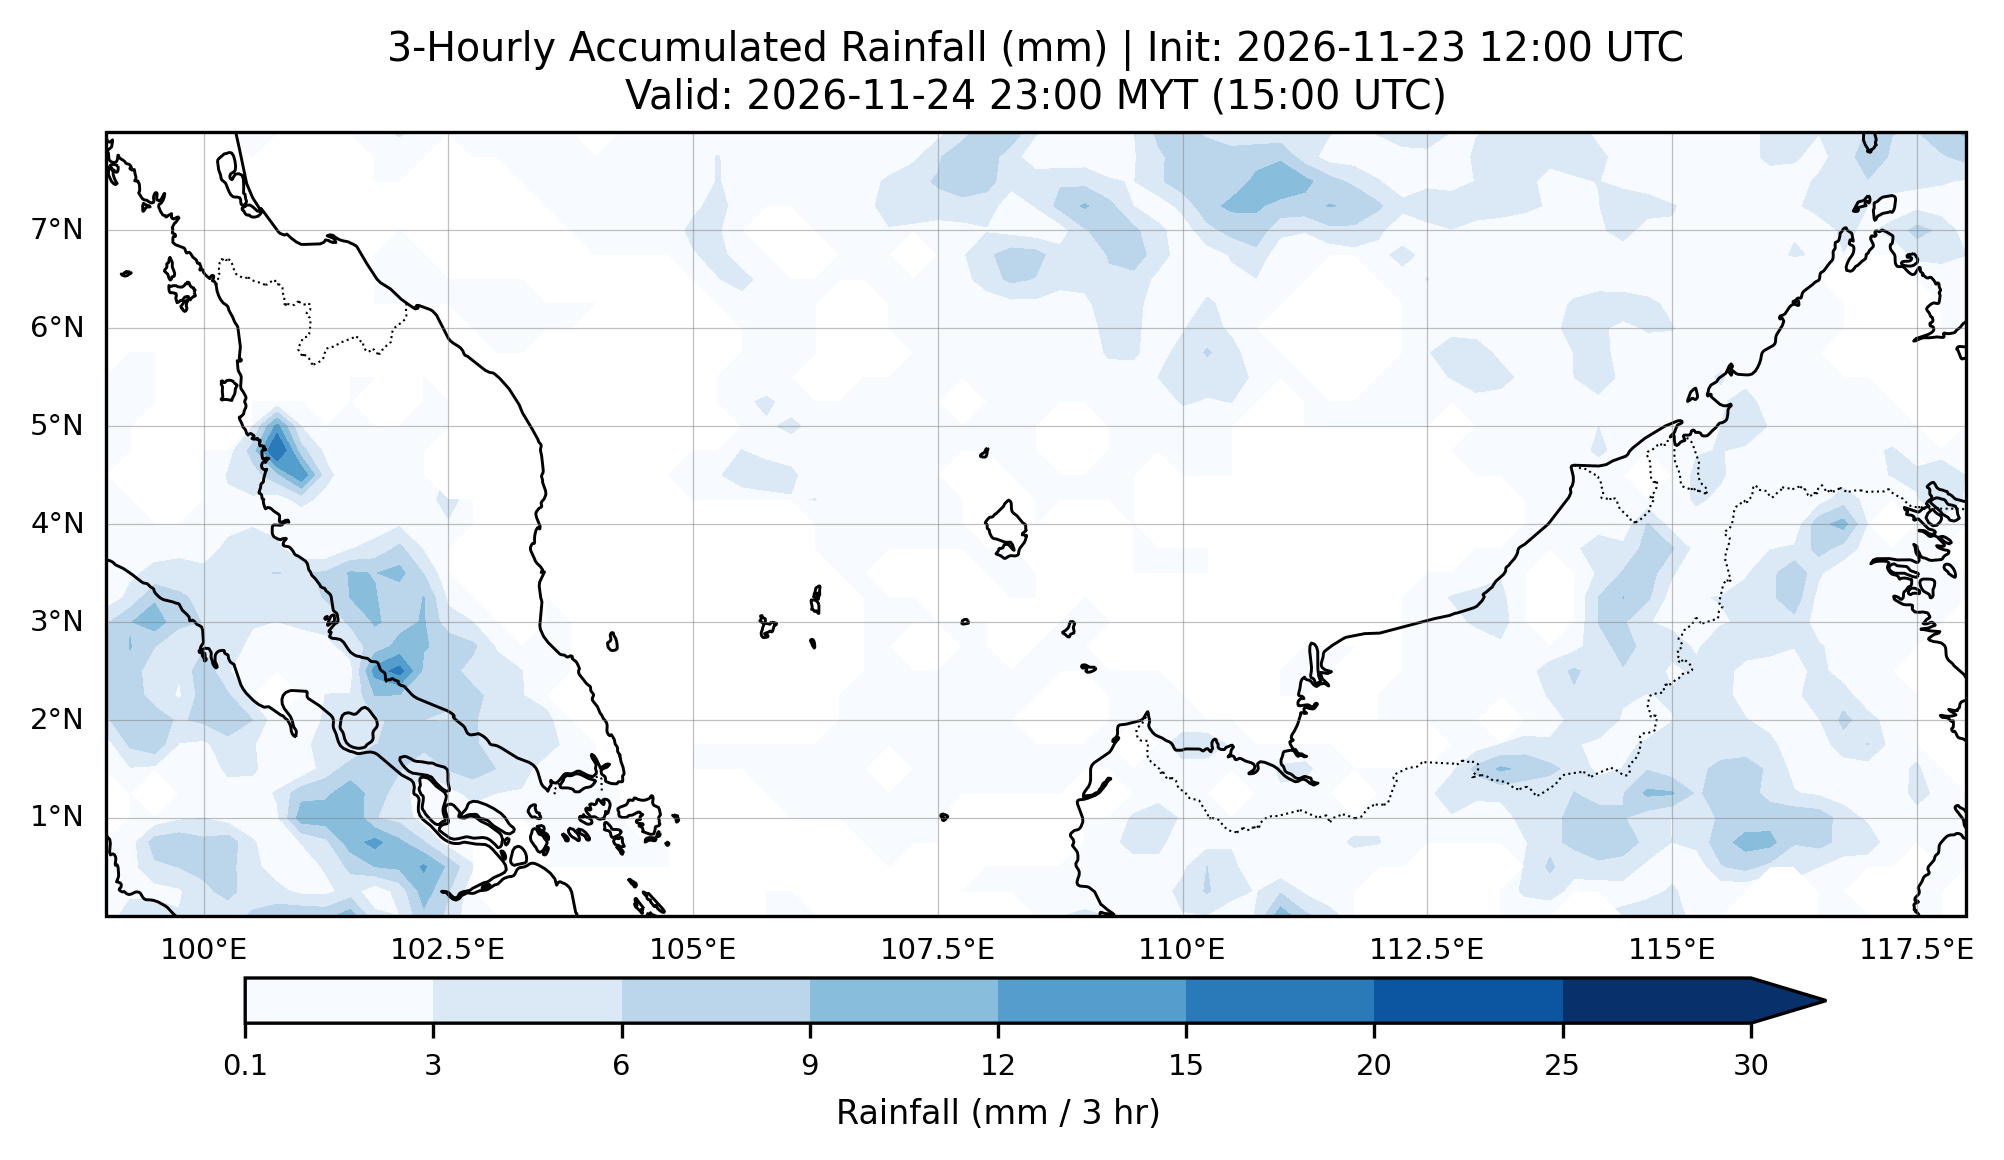 3-Hourly Accumulated Rainfall (mm) | Init: 2026-11-23 12:00 UTC
Valid: 2026-11-24 23:00 MYT (15:00 UTC)
7°N
6°N
5°N
4°N
3°N
2°N
1°N
100°E 102.5°E 105°E 107.5°E 110°E 112.5°E 115°E 117.5°E
0.1 3 6 9 12 15 20 25 30
Rainfall (mm / 3 hr)